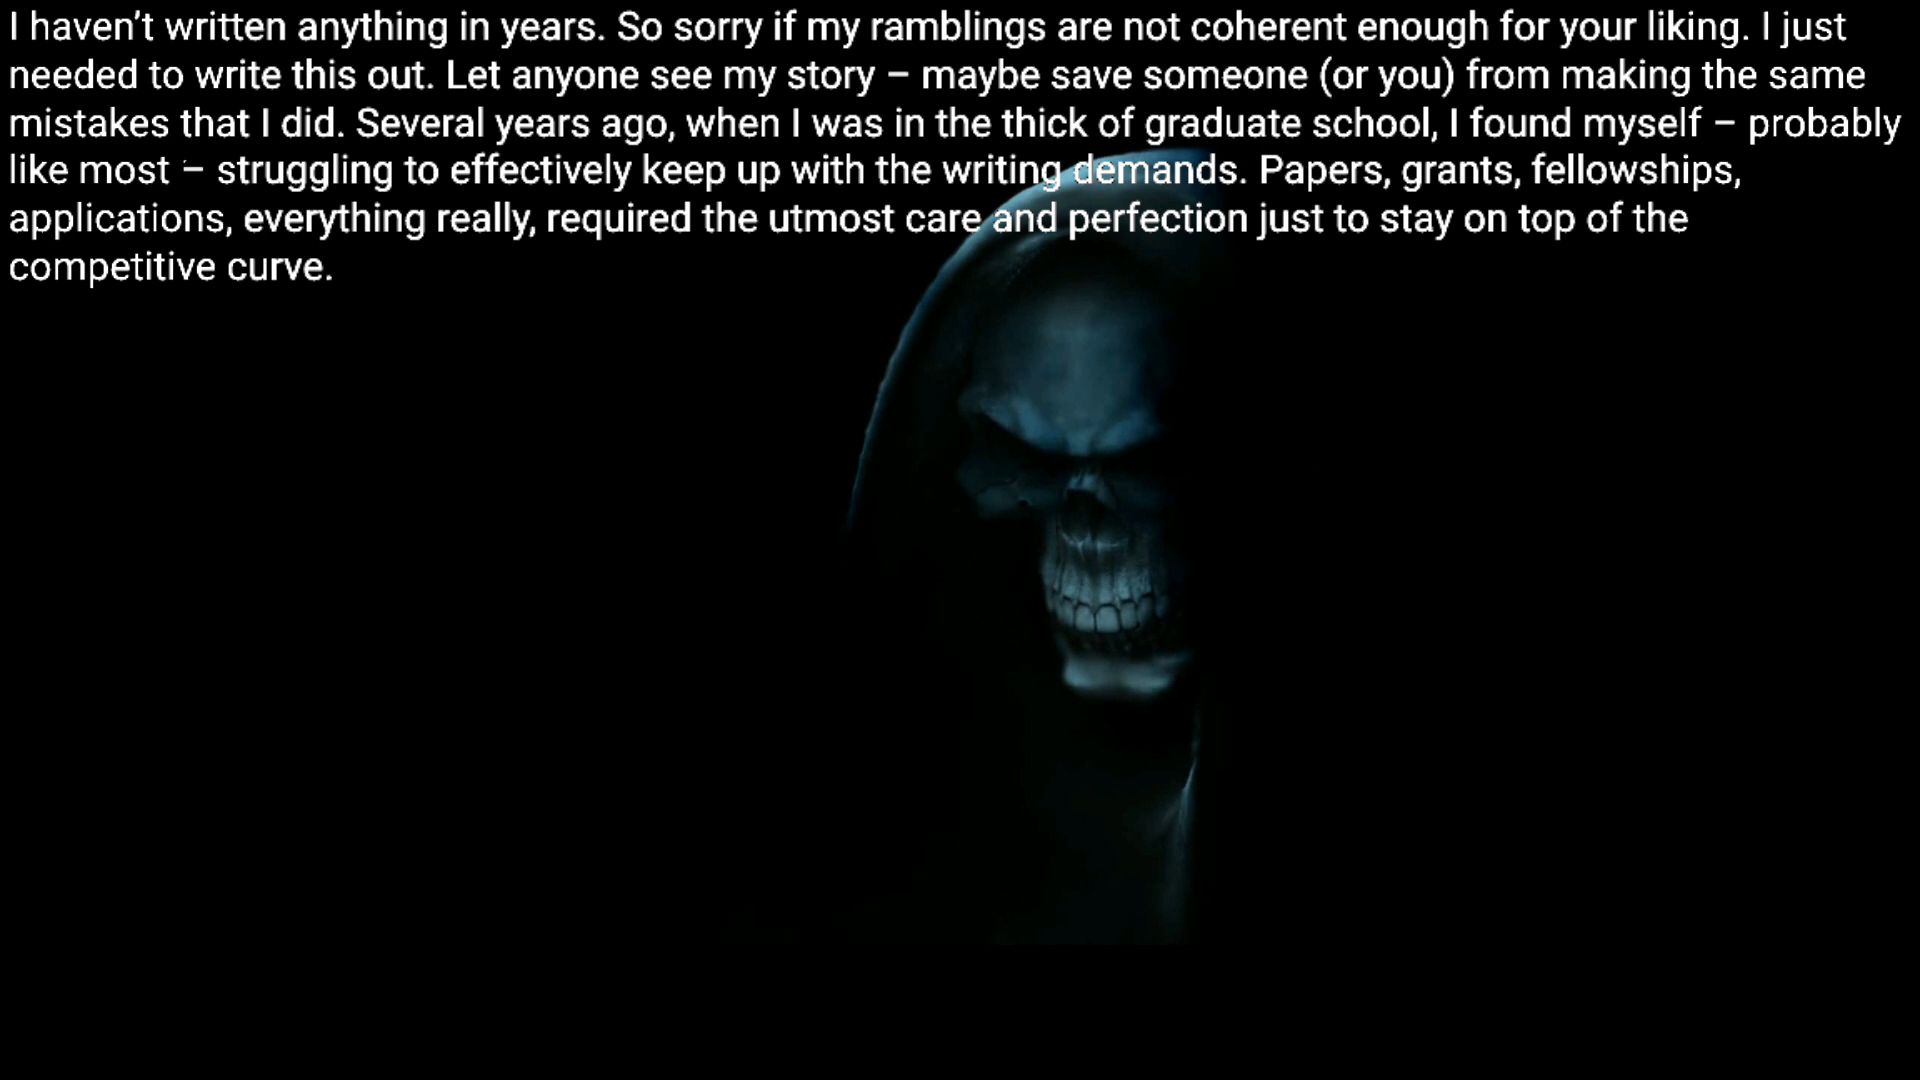 I haven’t written anything in years. So sorry if my ramblings are not coherent enough for your liking. I just
needed to write this out. Let anyone see my story – maybe save someone (or you) from making the same
mistakes that I did. Several years ago, when I was in the thick of graduate school, I found myself – probably
like most – struggling to effectively keep up with the writing demands. Papers, grants, fellowships,
applications, everything really, required the utmost care and perfection just to stay on top of the
competitive curve.